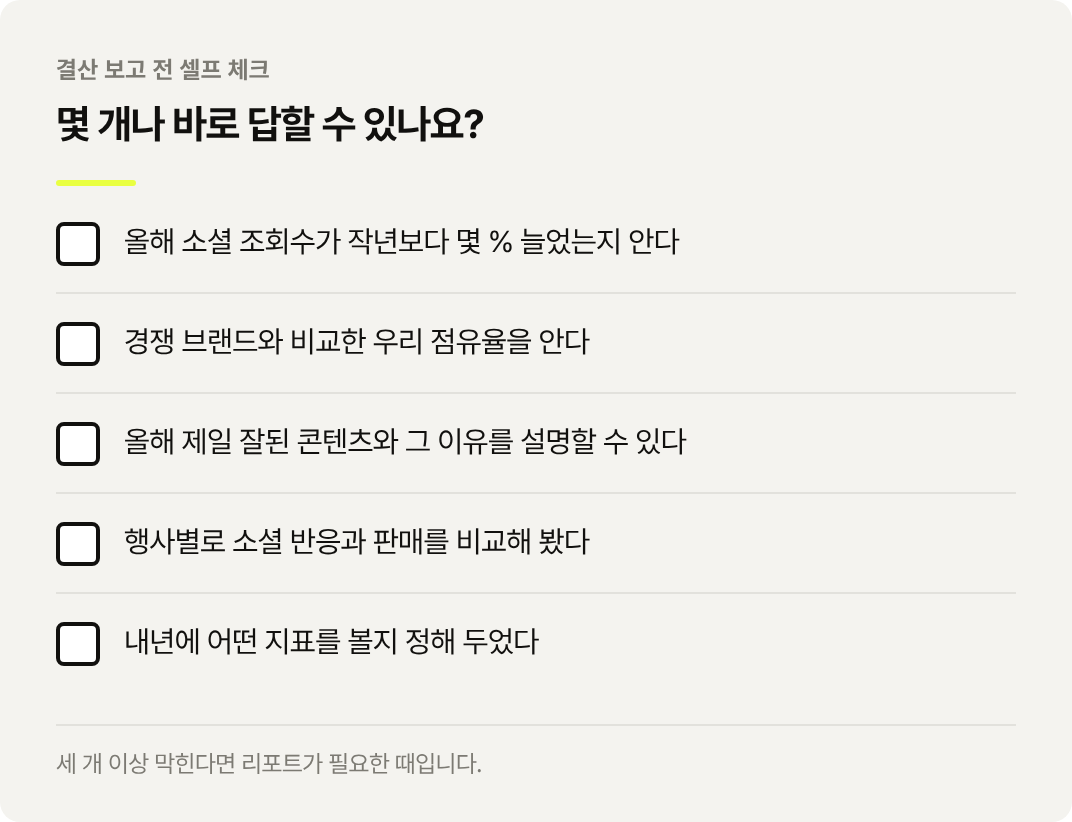 결산 보고 전 셀프 체크
몇 개나 바로 답할 수 있나요?
올해 소셜 조회수가 작년보다 몇 % 늘었는지 안다
경쟁 브랜드와 비교한 우리 점유율을 안다
올해 제일 잘된 콘텐츠와 그 이유를 설명할 수 있다
행사별로 소셜 반응과 판매를 비교해 봤다
내년에 어떤 지표를 볼지 정해 두었다
세 개 이상 막힌다면 리포트가 필요한 때입니다.